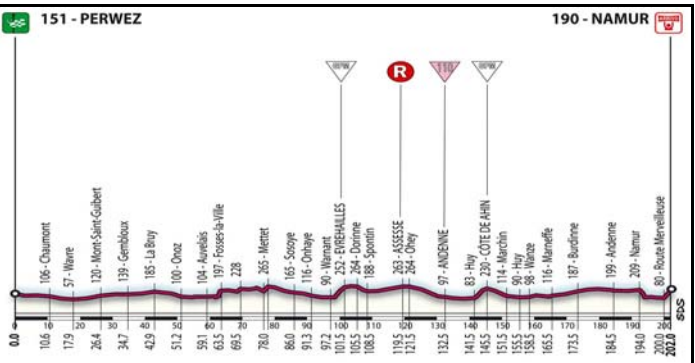 151 - PERWEZ
190 - NAMUR
GPM
R
110
GPM
106 - Chaumont
57 - Wavre
120 - Mont-Saint-Guibert
139 - Gembloux
185 - La Bruy
100 - Onoz
104 - Auvelais
197 - Fosses-la-Ville
228
265 - Mettet
165 - Sosoye
116 - Onhaye
90 - Warnant
252 - EVREHAILLES
264 - Dorinne
188 - Spontin
263 - ASSESSE
264 - Ohey
97 - ANDENNE
83 - Huy
230 - CÔTE DE AHIN
114 - Marchin
90 - Huy
98 - Wanze
116 - Marneffe
187 - Burdinne
199 - Andenne
209 - Namur
80 - Route Merveilleuse
SDS
0 10 20 30 40 50 60 70 80 90 100 110 120 130 140 150 160 170 180 190 200
0.0
10.6
17.9
26.4
34.7
42.9
51.2
59.1
63.5
69.5
78.0
86.0
91.3
97.2
101.5
105.5
108.5
119.5
121.5
132.5
141.5
145.5
151.5
155.5
158.5
165.5
173.5
184.5
194.0
200.0
202.0